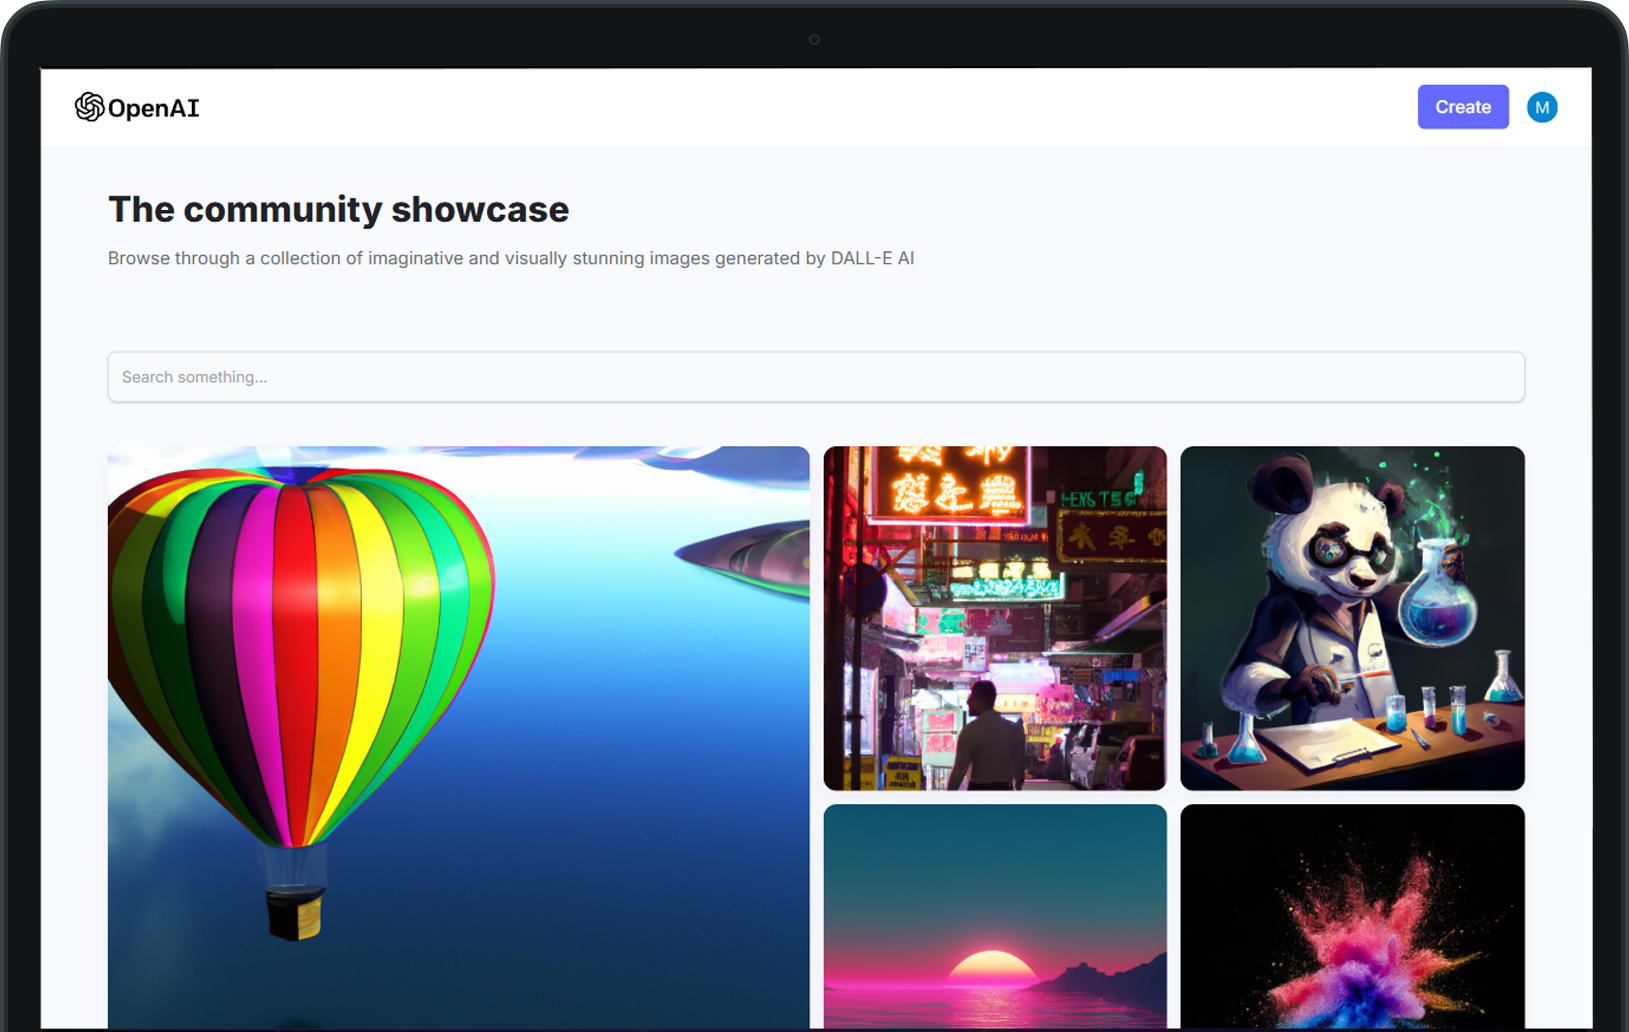 OpenAI
Create
M
The community showcase
Browse through a collection of imaginative and visually stunning images generated by DALL-E AI
Search something...